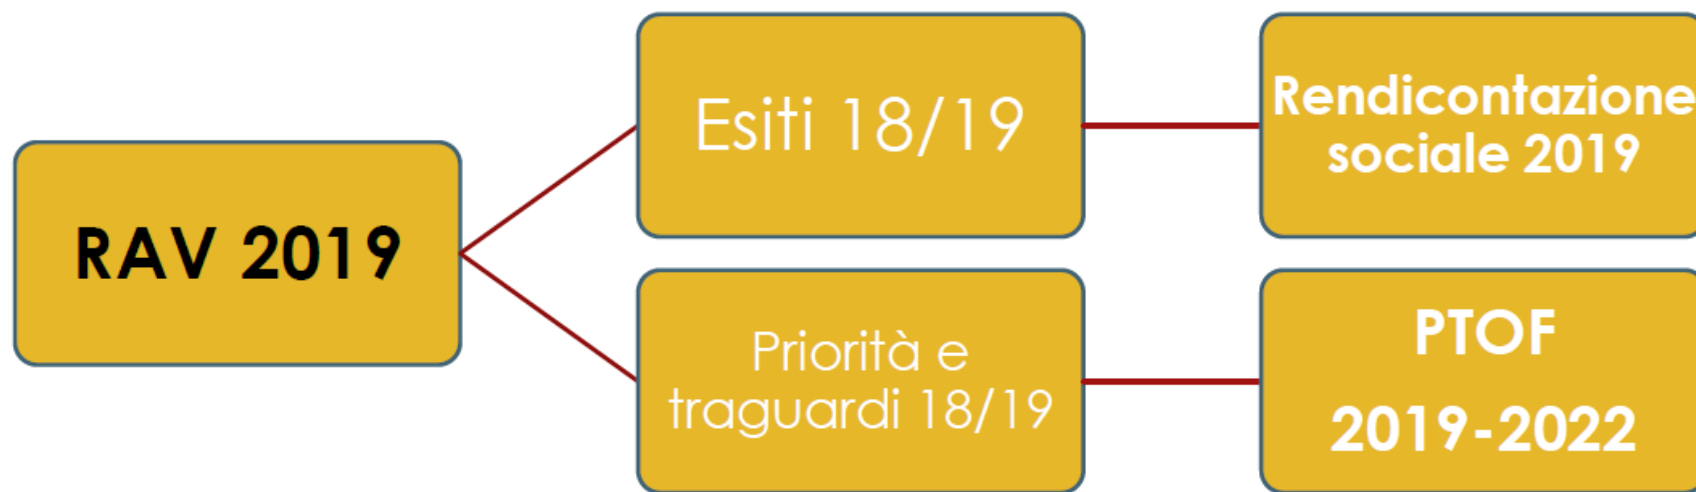 RAV 2019
Esiti 18/19
Rendicontazione
sociale 2019
Priorità e
traguardi 18/19
PTOF
2019-2022